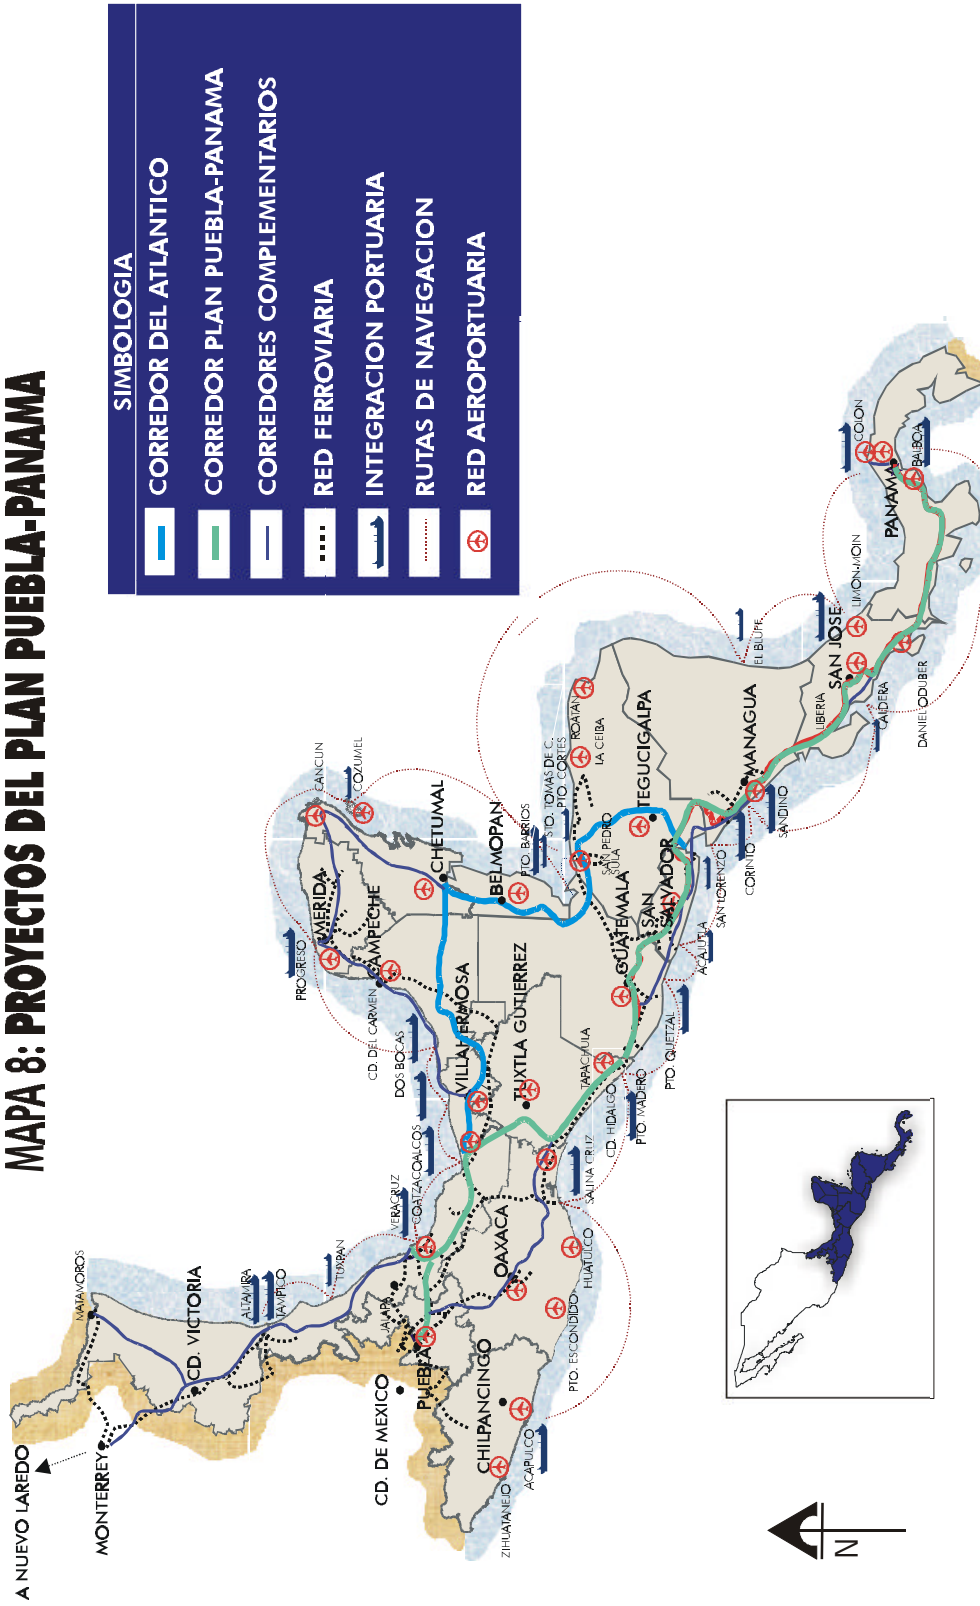 MAPA 8: PROYECTOS DEL PLAN PUEBLA-PANAMA
SIMBOLOGIA
CORREDOR DEL ATLANTICO
CORREDOR PLAN PUEBLA-PANAMA
CORREDORES COMPLEMENTARIOS
RED FERROVIARIA
INTEGRACION PORTUARIA
RUTAS DE NAVEGACION
RED AEROPORTUARIA
A NUEVO LAREDO
MONTERREY
MATAMOROS
CD. VICTORIA
ALTAMIRA
TAMPICO
TUXPAN
JALAPA
VERACRUZ
CD. DE MEXICO
PUEBLA
COATZACOALCOS
CHILPANCINGO
OAXACA
ZIHUATANEJO
ACAPULCO
PTO. ESCONDIDO
HUATULCO
SALINA CRUZ
DOS BOCAS
CD. DEL CARMEN
VILLAHERMOSA
TUXTLA GUTIERREZ
TAPACHULA
CD. HIDALGO
PTO. MADERO
PROGRESO
MERIDA
CAMPECHE
CANCUN
COZUMEL
CHETUMAL
BELMOPAN
PTO. BARRIOS
STO. TOMAS DE C.
PTO. CORTES
SAN PEDRO
SULA
LA CEIBA
ROATAN
GUATEMALA
PTO. QUETZAL
ACAJUTLA
SAN
SALVADOR
TEGUCIGALPA
SAN LORENZO
CORINTO
SANDINO
MANAGUA
EL BLUFF
LIBERIA
SAN JOSE
LIMON-MOIN
CALDERA
DANIEL ODUBER
COLON
PANAMA
BALBOA
N